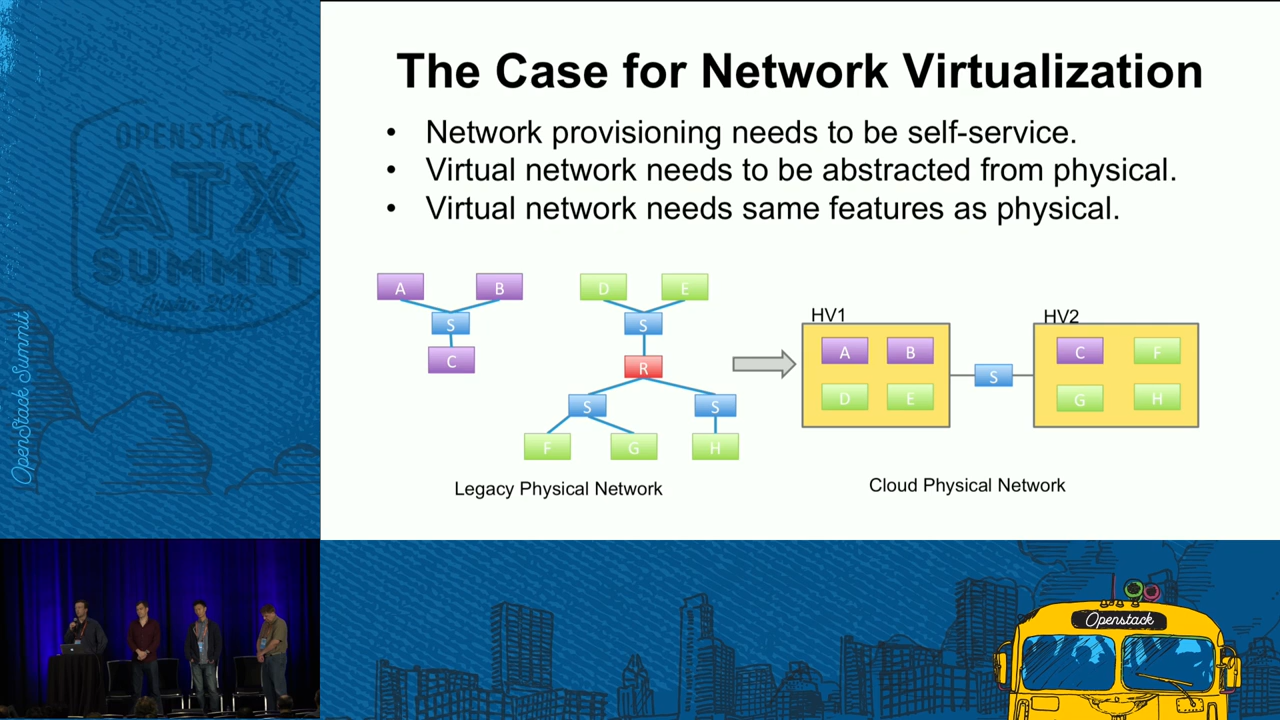 OPENSTACK
ATX
SUMMIT
OpenStack Summit
The Case for Network Virtualization
• Network provisioning needs to be self-service.
• Virtual network needs to be abstracted from physical.
• Virtual network needs same features as physical.
A B D E
S S
C R
S S
F G H
Legacy Physical Network
HV1 HV2
A B C F
S
D E G H
Cloud Physical Network
Openstack